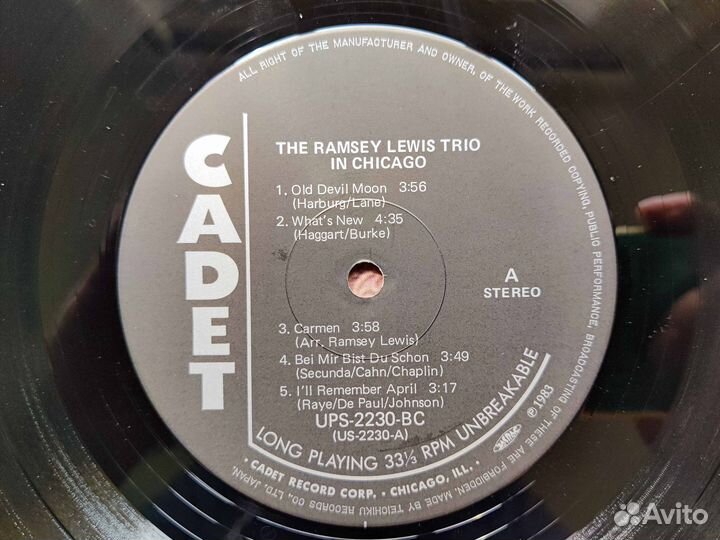 ALL RIGHT OF THE MANUFACTURER AND OWNER, OF THE WORK RECORDED COPYING, PUBLIC PERFORMANCE, BROADCASTING OF THESE ARE FORBIDDEN. MADE BY TEICHIKU RECORDS CO., LTD. JAPAN.
CADET
THE RAMSEY LEWIS TRIO
IN CHICAGO
1. Old Devil Moon 3:56
(Harburg/Lane)
2. What's New 4:35
(Haggart/Burke)
A
STEREO
3. Carmen 3:58
(Arr. Ramsey Lewis)
4. Bei Mir Bist Du Schon 3:49
(Secunda/Cahn/Chaplin)
5. I'll Remember April 3:17
(Raye/De Paul/Johnson)
UPS-2230-BC
(US-2230-A)
LONG PLAYING 33⅓ RPM UNBREAKABLE
℗1983
• CADET RECORD CORP. • CHICAGO, ILL. •
Avito